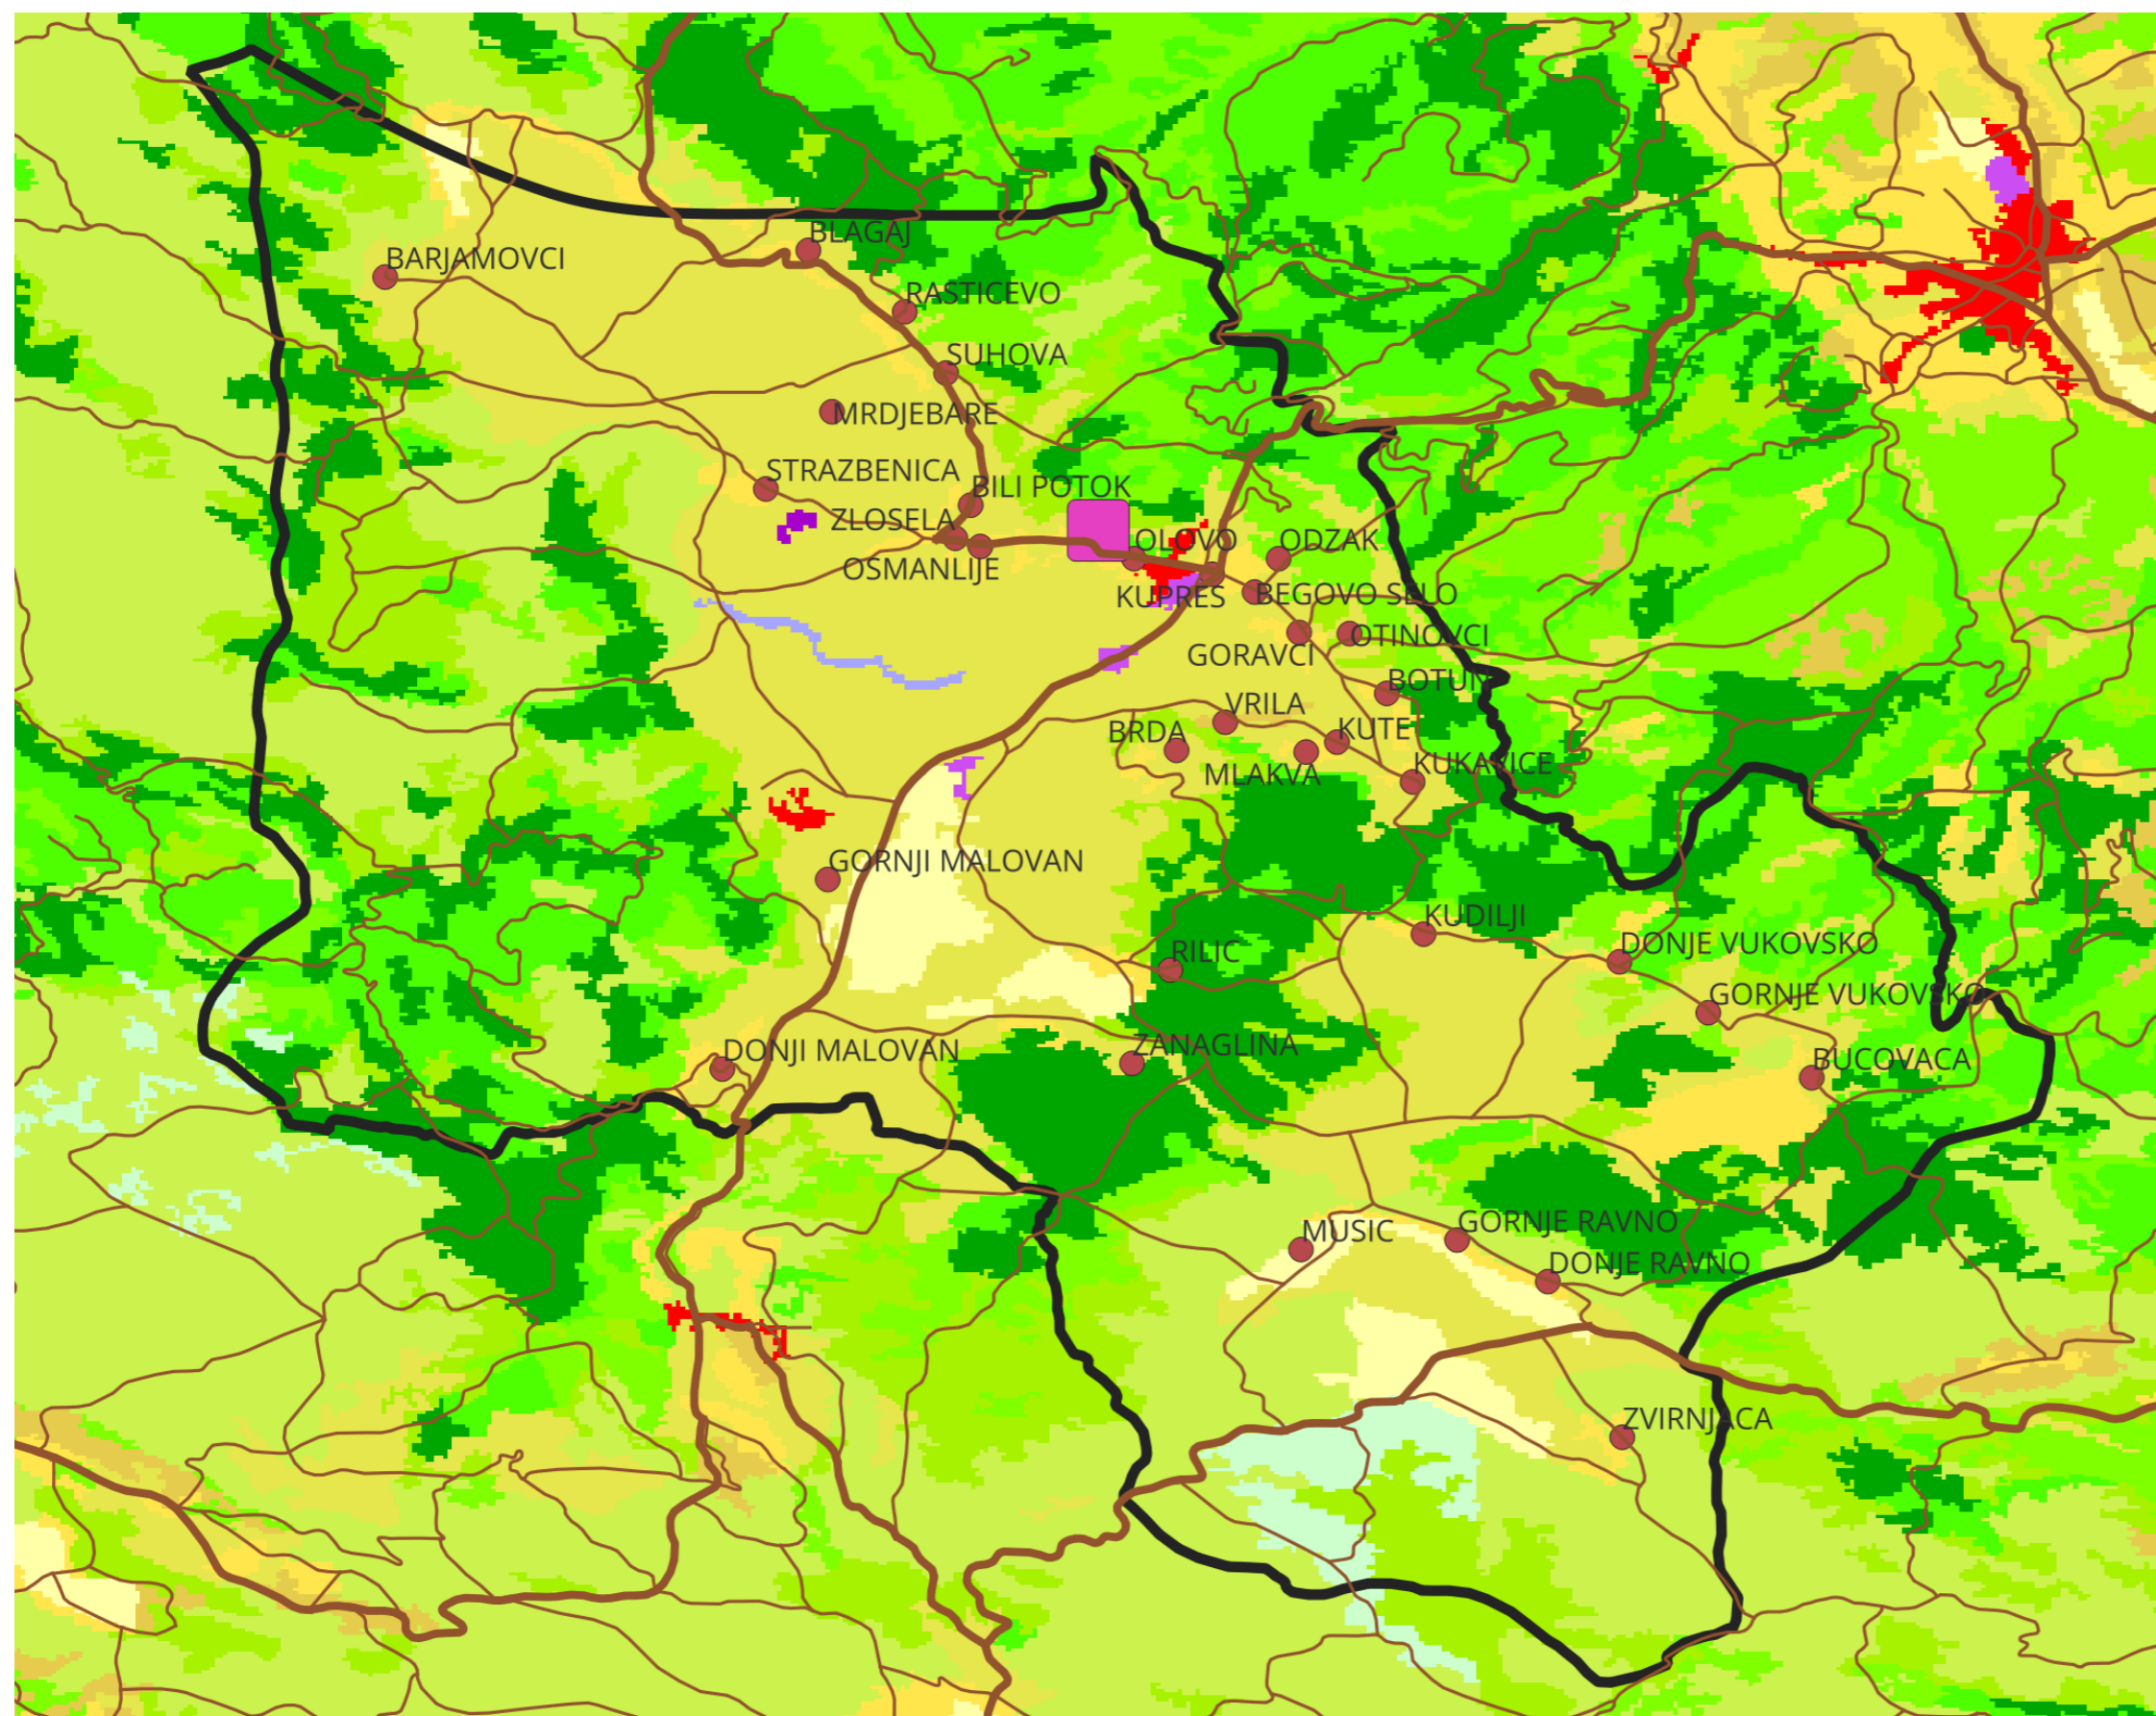 BLAGAJ
BARJAMOVCI
RASTICEVO
SUHOVA
MRDJEBARE
STRAZBENICA
BILI POTOK
ZLOSELA
OLOVO
ODZAK
OSMANLIJE
KUPRES
BEGOVO SELO
OTINOVCI
GORAVCI
BOTUN
VRILA
BRDA
KUTE
MLAKVA
KUKAVICE
GORNJI MALOVAN
KUDILJI
DONJE VUKOVSKO
RILIC
GORNJE VUKOVSKO
DONJI MALOVAN
ZANAGLINA
BUCOVACA
MUSIC
GORNJE RAVNO
DONJE RAVNO
ZVIRNJACA